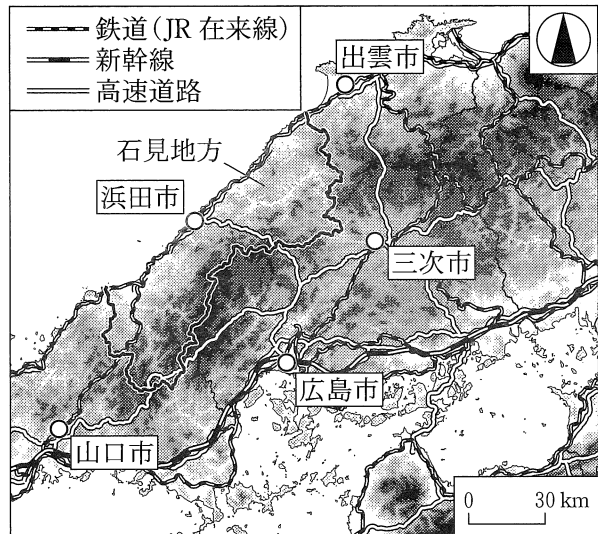 鉄道(JR 在来線)
新幹線
高速道路
出雲市
石見地方
浜田市
三次市
広島市
山口市
0 30 km